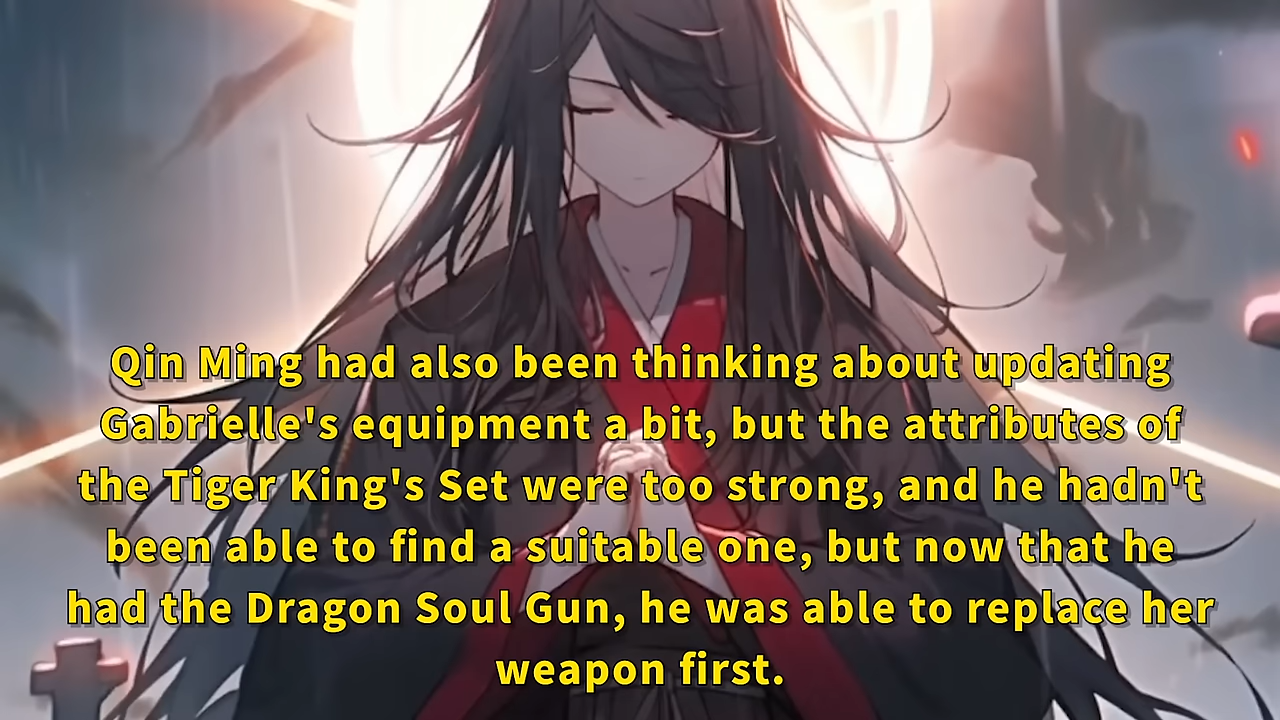 Qin Ming had also been thinking about updating
Gabrielle's equipment a bit, but the attributes of
the Tiger King's Set were too strong, and he hadn't
been able to find a suitable one, but now that he
had the Dragon Soul Gun, he was able to replace her
weapon first.